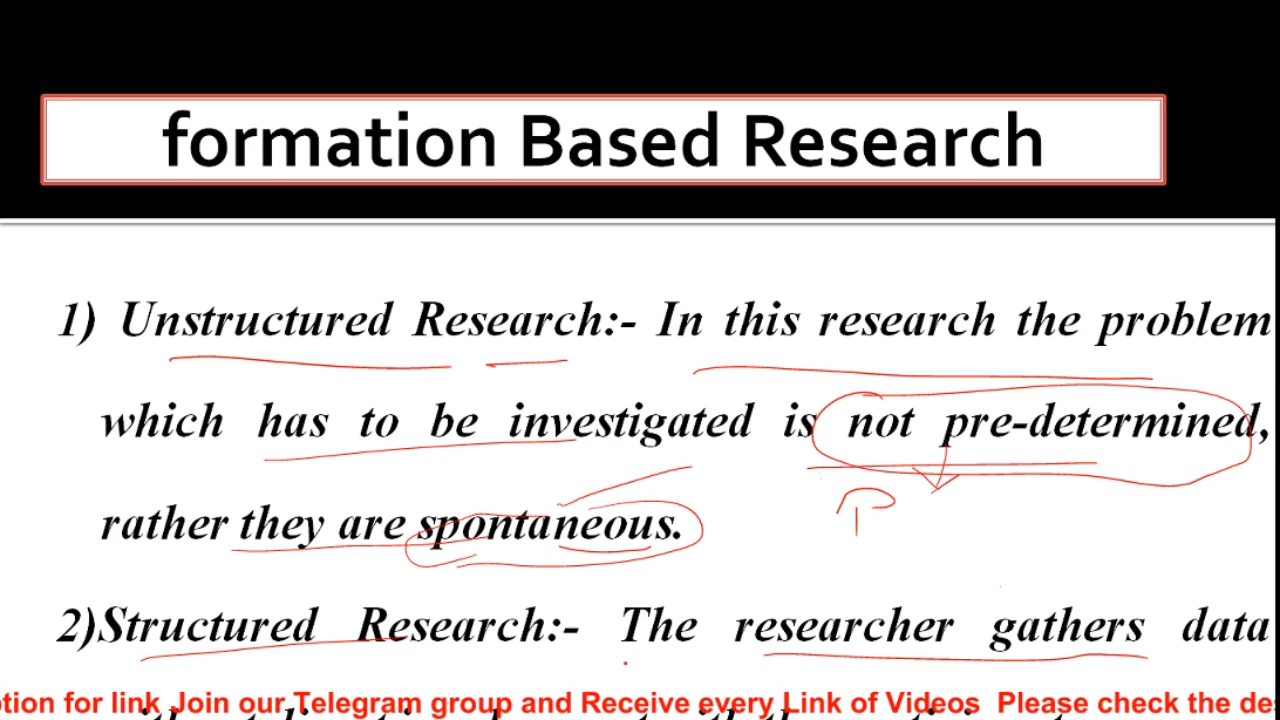 formation Based Research
1) Unstructured Research:- In this research the problem
which has to be investigated is not pre-determined,
P
rather they are spontaneous.
2)Structured Research:- The researcher gathers data
tion for link Join our Telegram group and Receive every Link of Videos Please check the de